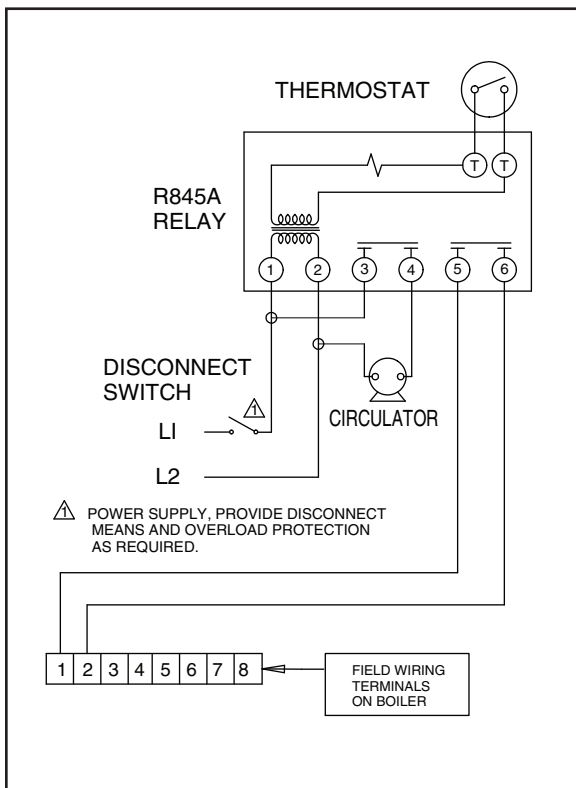 THERMOSTAT
T T
R845A
RELAY
1 2 3 4 5 6
DISCONNECT
SWITCH
1
CIRCULATOR
LI
L2
1 POWER SUPPLY, PROVIDE DISCONNECT
MEANS AND OVERLOAD PROTECTION
AS REQUIRED.
1 2 3 4 5 6 7 8
FIELD WIRING
TERMINALS
ON BOILER